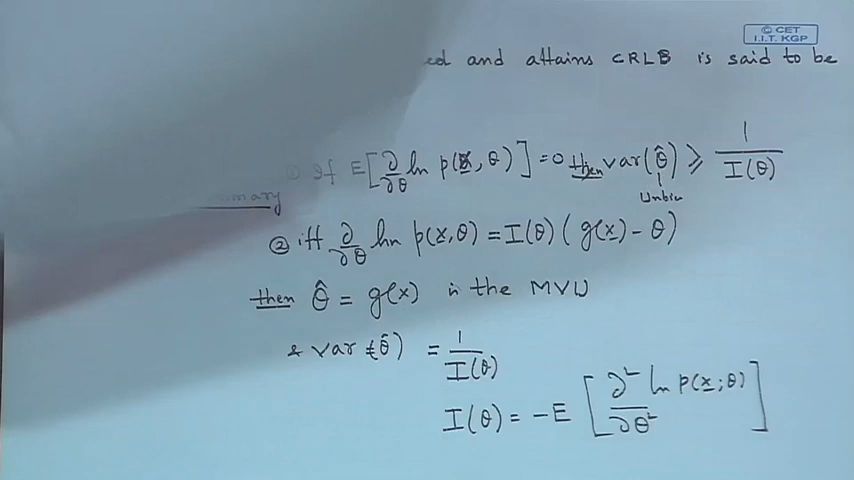 © CET
I.I.T. KGP
ed and attains CRLB is said to be
① If E[∂/∂θ ln p(x, θ)] = 0 then var(θ̂) ⩾ 1/I(θ)
Unbia
mmary
② iff ∂/∂θ ln p(x, θ) = I(θ) (g(x) - θ)
then θ̂ = g(x) is the MVU
& var(θ̂) = 1/I(θ)
I(θ) = -E [∂² ln p(x; θ)/∂θ²]